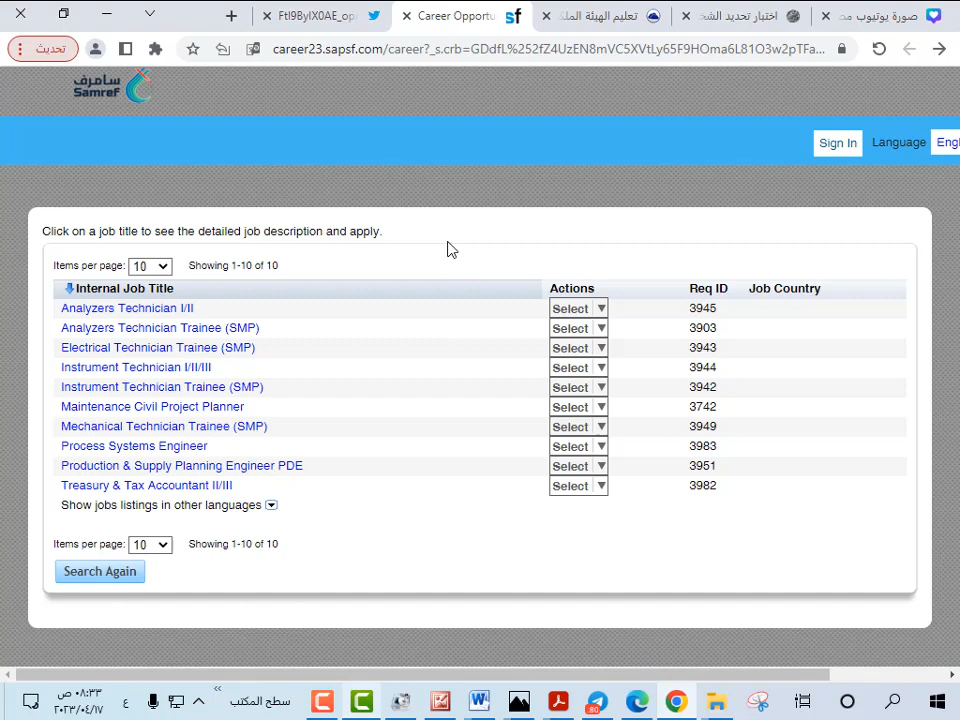 Ftl9ByIX0AE_op
Career Opportu
sf
تعليم الهيئة الملك
اختبار تحديد الشخ
صورة يوتيوب مص
تحديث
career23.sapsf.com/career?_s.crb=GDdfL%252fZ4UzEN8mVC5XVtLy65F9HOma6L81O3w2pTFa...
سامرف
Samref
Sign In
Language
Engl
Click on a job title to see the detailed job description and apply.
Items per page: 10 Showing 1-10 of 10
Internal Job Title Actions Req ID Job Country
Analyzers Technician I/II Select 3945
Analyzers Technician Trainee (SMP) Select 3903
Electrical Technician Trainee (SMP) Select 3943
Instrument Technician I/II/III Select 3944
Instrument Technician Trainee (SMP) Select 3942
Maintenance Civil Project Planner Select 3742
Mechanical Technician Trainee (SMP) Select 3949
Process Systems Engineer Select 3983
Production & Supply Planning Engineer PDE Select 3951
Treasury & Tax Accountant II/III Select 3982
Show jobs listings in other languages
Items per page: 10 Showing 1-10 of 10
Search Again
٠٨:٣٣ ص
٢٠٢٣/٠٤/١٧
ع
سطح المكتب
80